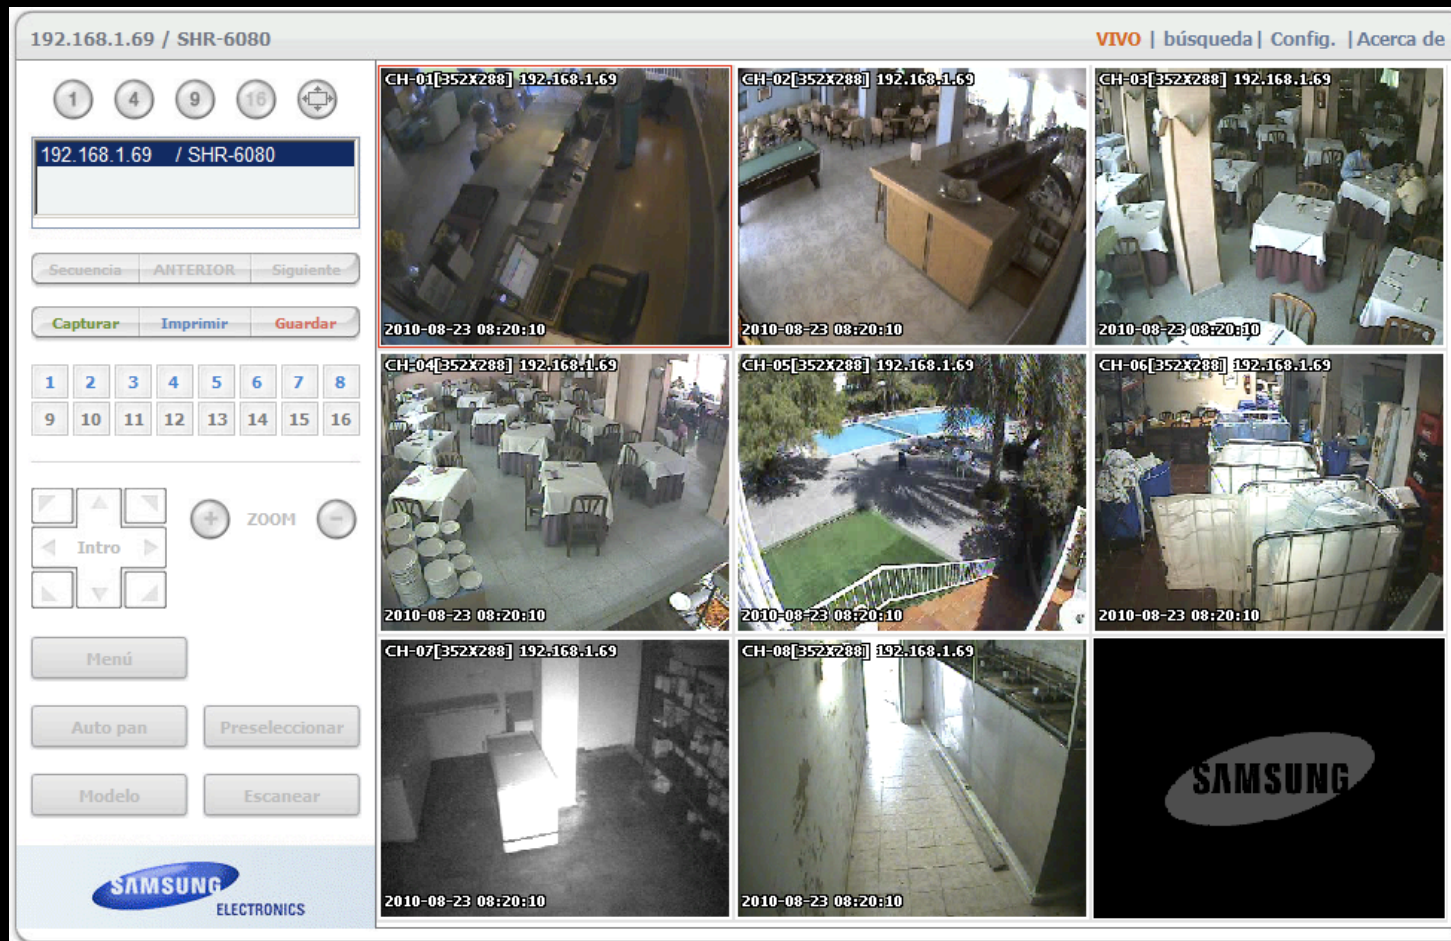 192.168.1.69 / SHR-6080
VIVO | búsqueda | Config. | Acerca de
1 4 9 16
192.168.1.69 / SHR-6080
Secuencia ANTERIOR Siguiente
Capturar Imprimir Guardar
1 2 3 4 5 6 7 8
9 10 11 12 13 14 15 16
Intro
+ ZOOM -
Menú
Auto pan Preseleccionar
Modelo Escanear
SAMSUNG
ELECTRONICS
CH-01[352X288] 192.168.1.69
2010-08-23 08:20:10
CH-02[352X288] 192.168.1.69
2010-08-23 08:20:10
CH-03[352X288] 192.168.1.69
2010-08-23 08:20:10
CH-04[352X288] 192.168.1.69
2010-08-23 08:20:10
CH-05[352X288] 192.168.1.69
2010-08-23 08:20:10
CH-06[352X288] 192.168.1.69
2010-08-23 08:20:10
CH-07[352X288] 192.168.1.69
2010-08-23 08:20:10
CH-08[352X288] 192.168.1.69
2010-08-23 08:20:10
SAMSUNG